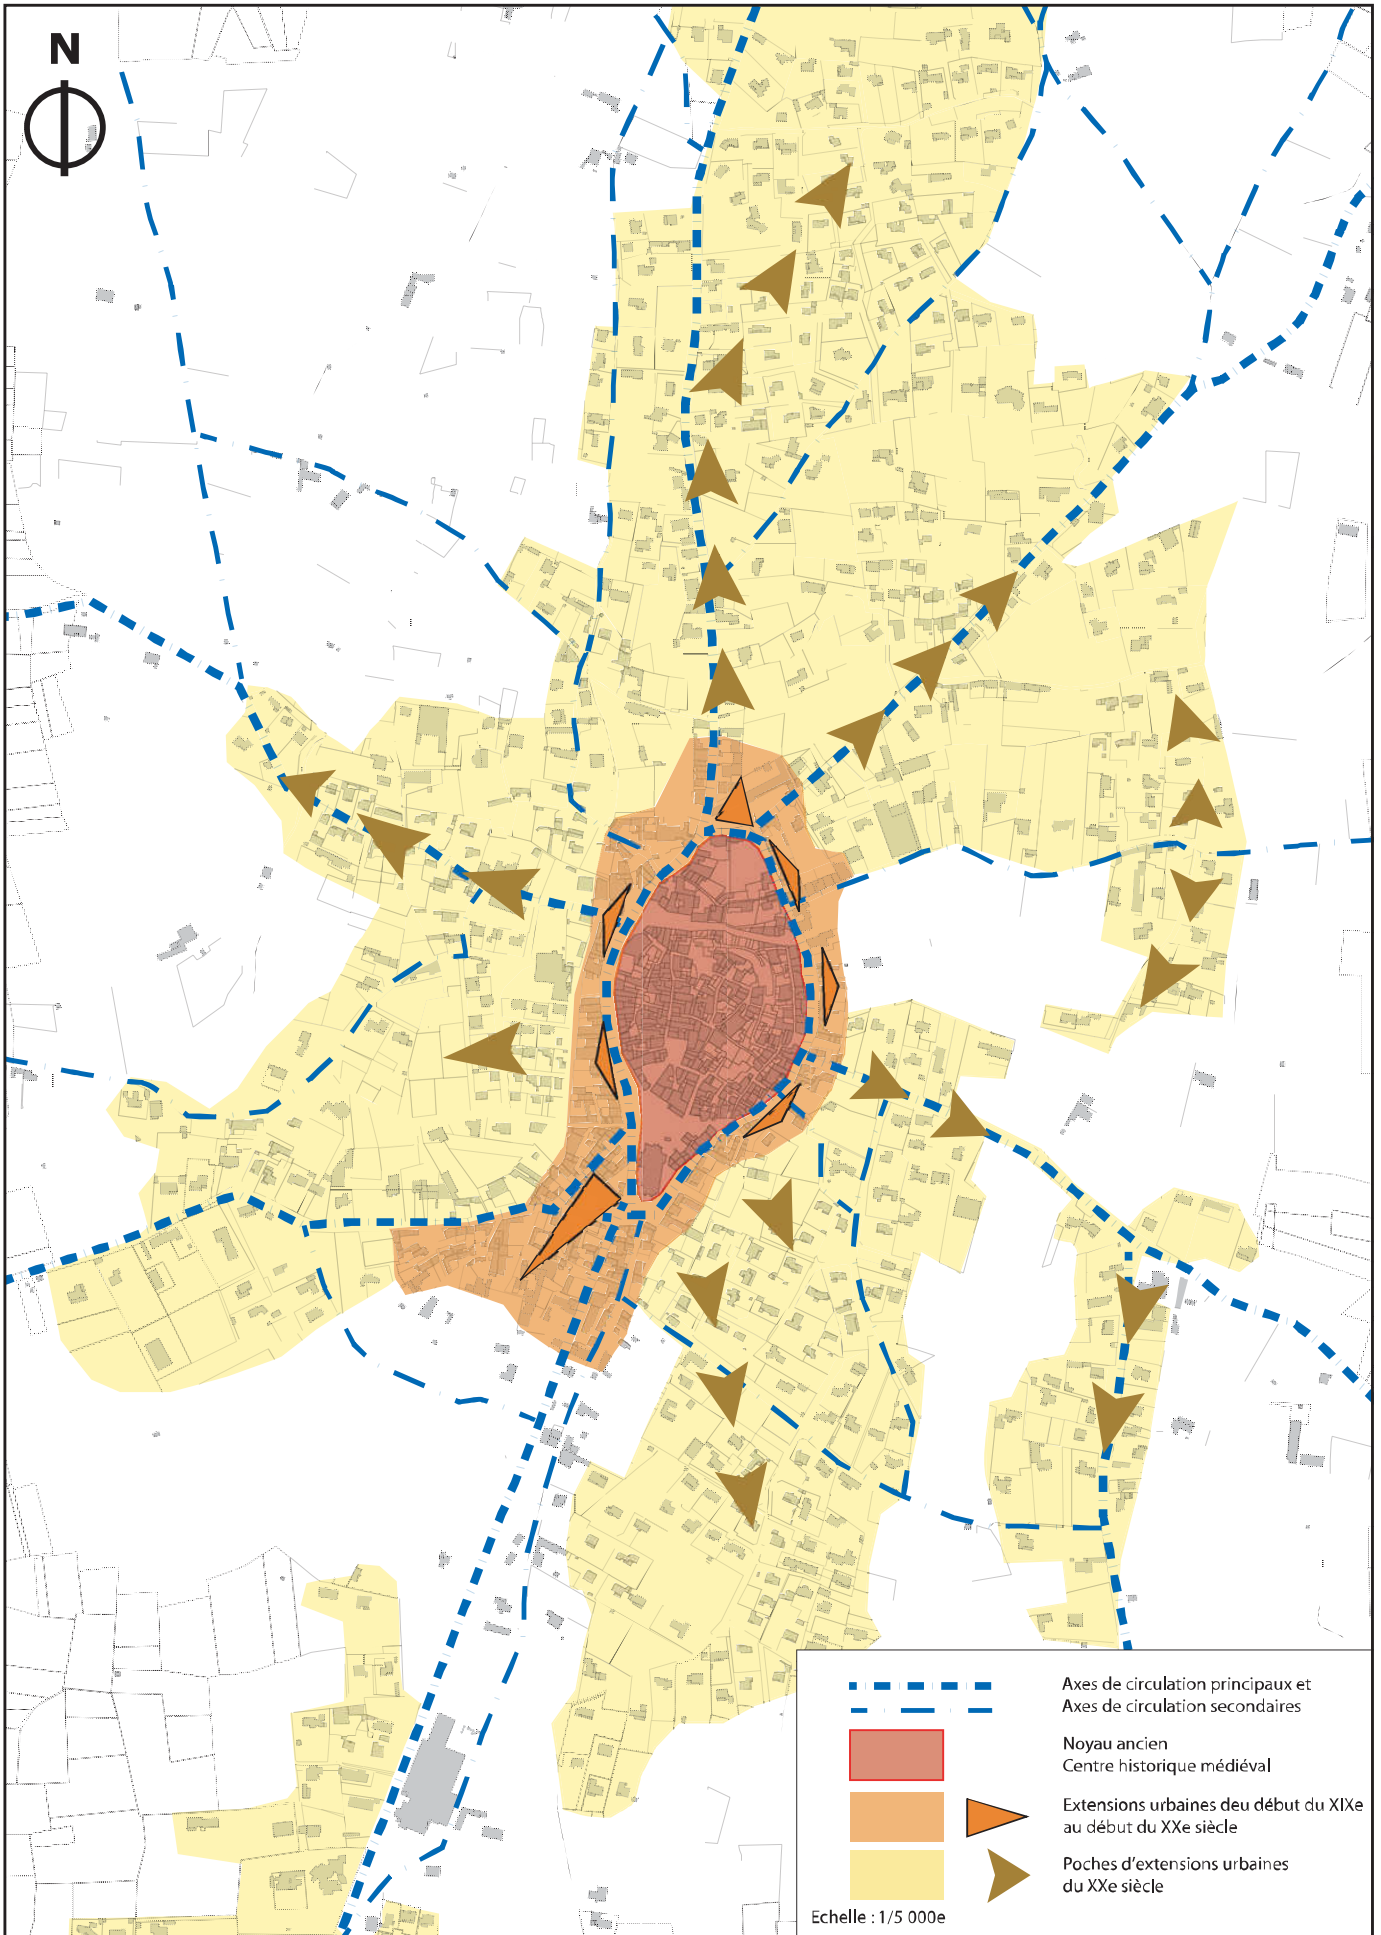 N
Axes de circulation principaux et
Axes de circulation secondaires
Noyau ancien
Centre historique médiéval
Extensions urbaines deu début du XIXe
au début du XXe siècle
Poches d'extensions urbaines
du XXe siècle
Echelle : 1/5 000e